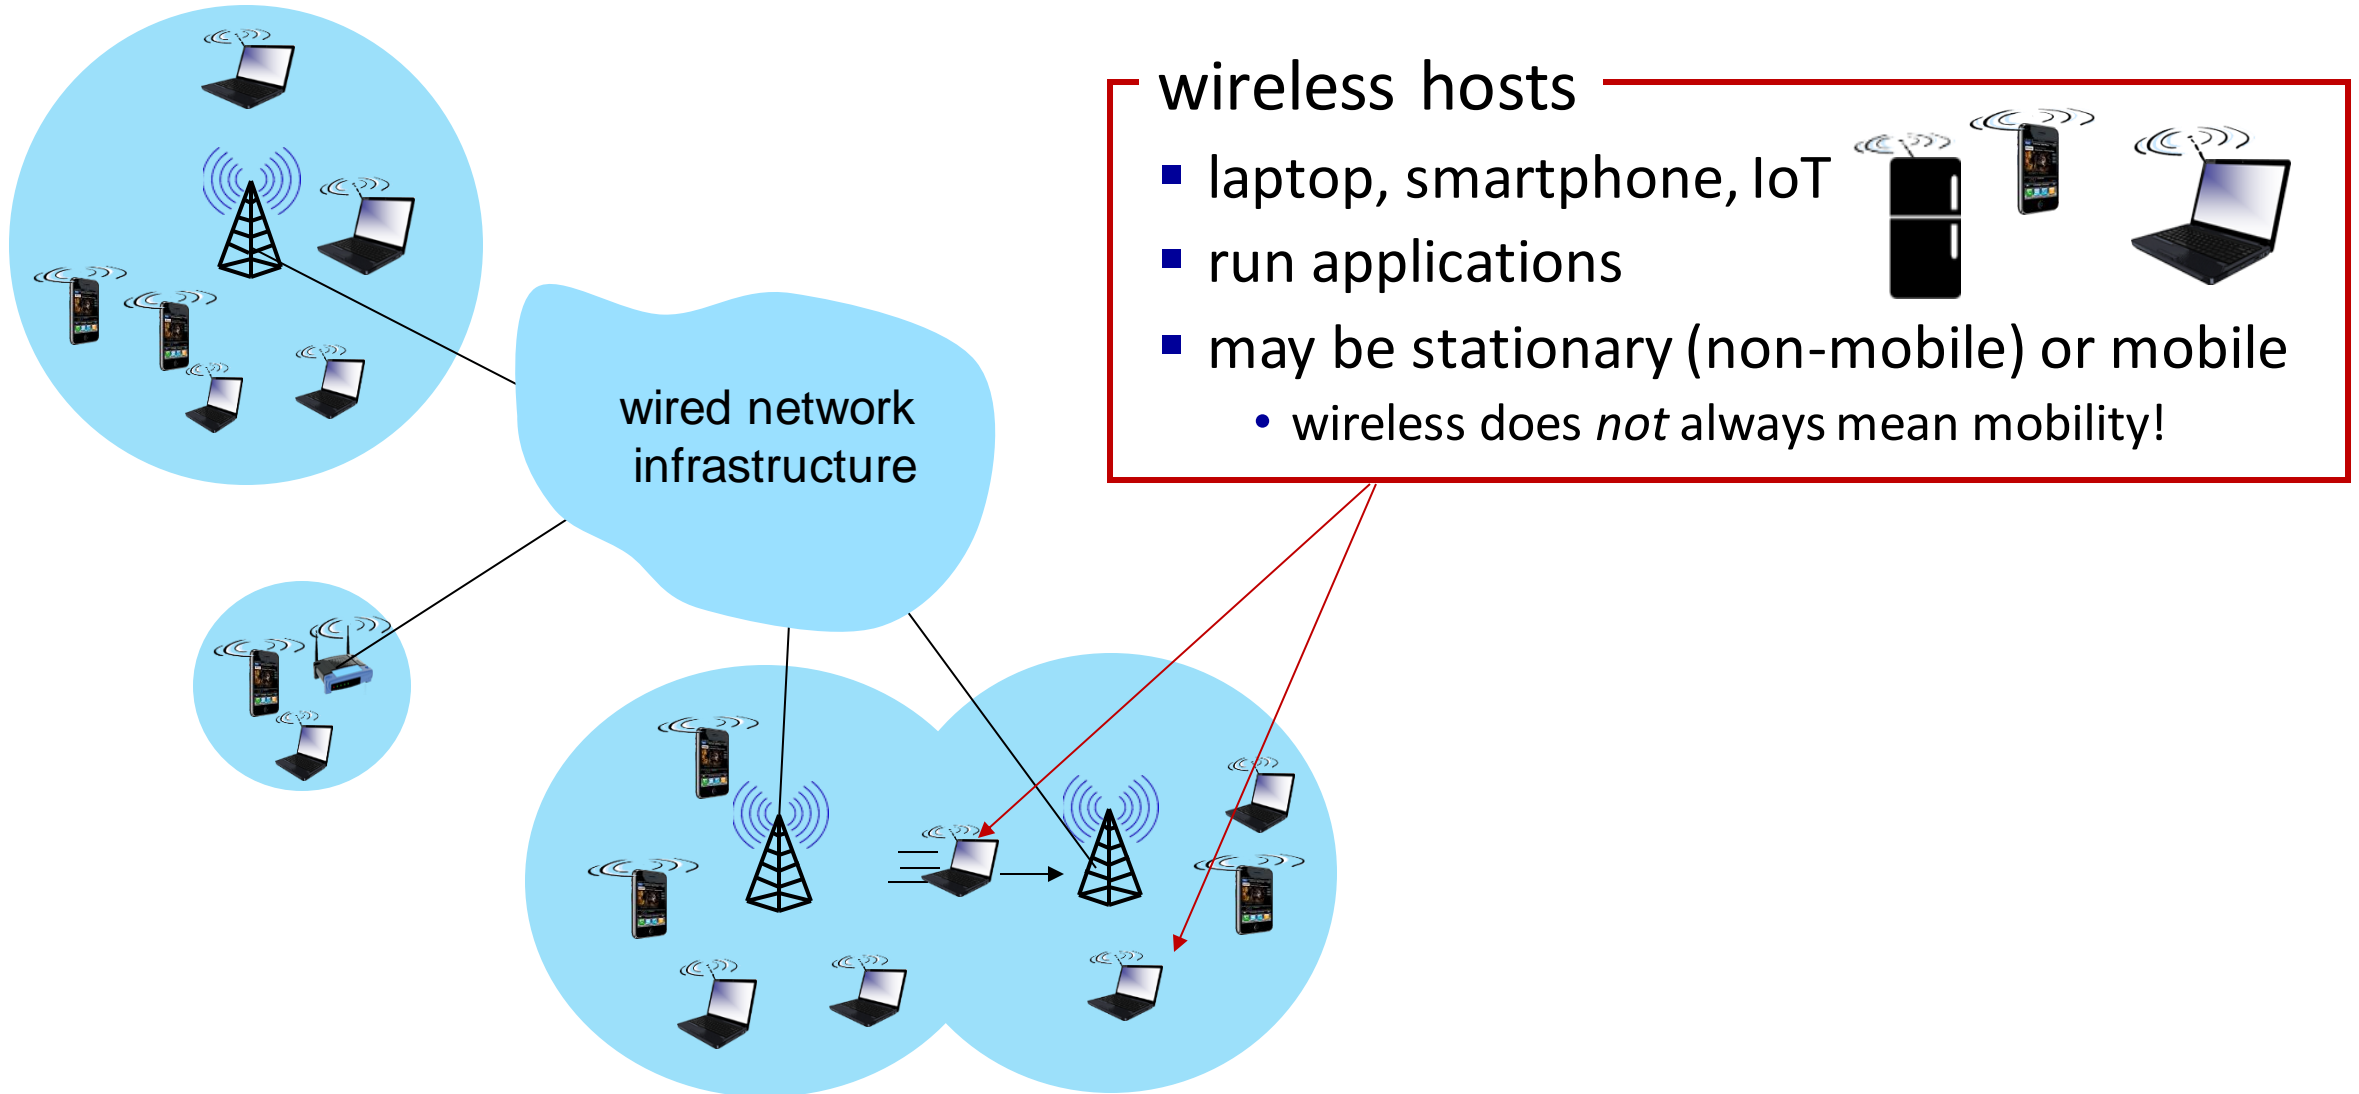 wireless hosts
▪ laptop, smartphone, IoT
▪ run applications
▪ may be stationary (non-mobile) or mobile
• wireless does not always mean mobility!
wired network
infrastructure